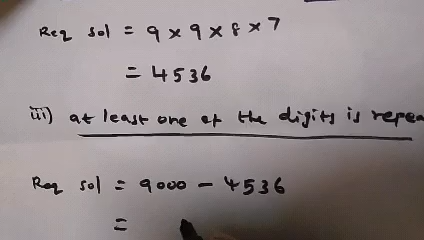 Req sol = 9 x 9 x 8 x 7
= 4536
iii) at least one of the digits is repea
Req sol = 9000 - 4536
=